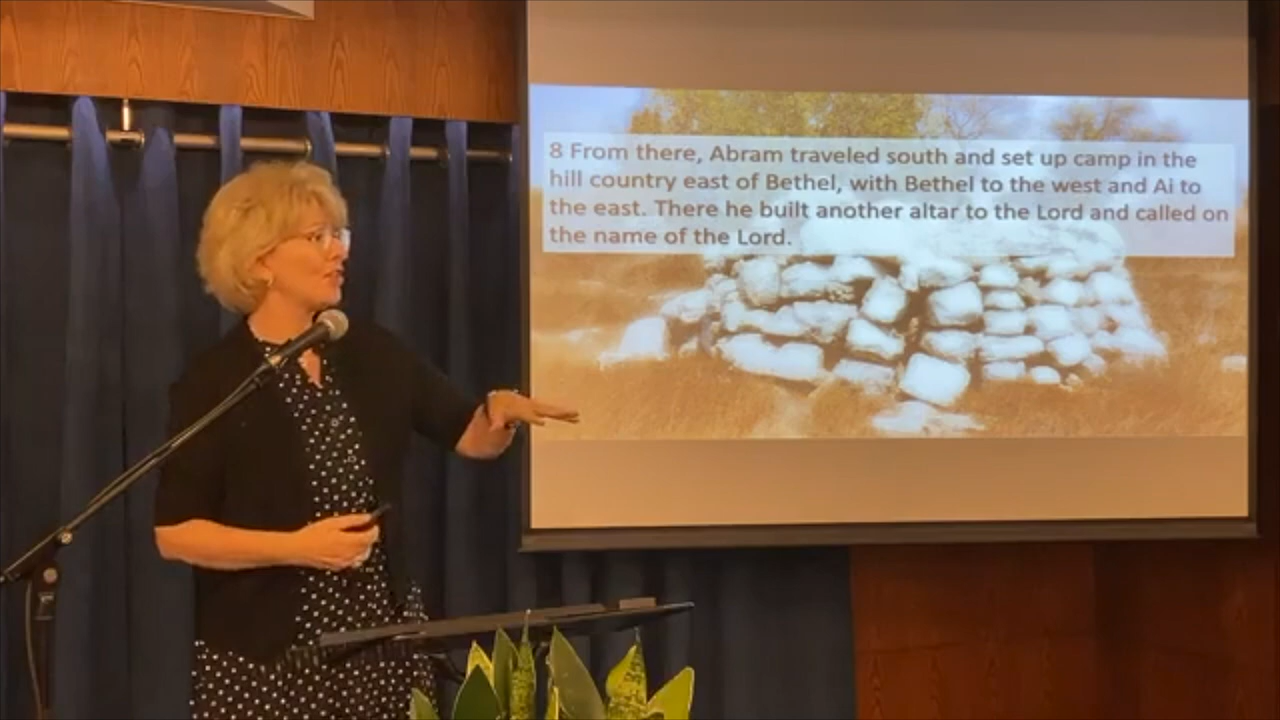 8 From there, Abram traveled south and set up camp in the
hill country east of Bethel, with Bethel to the west and Ai to
the east. There he built another altar to the Lord and called on
the name of the Lord.